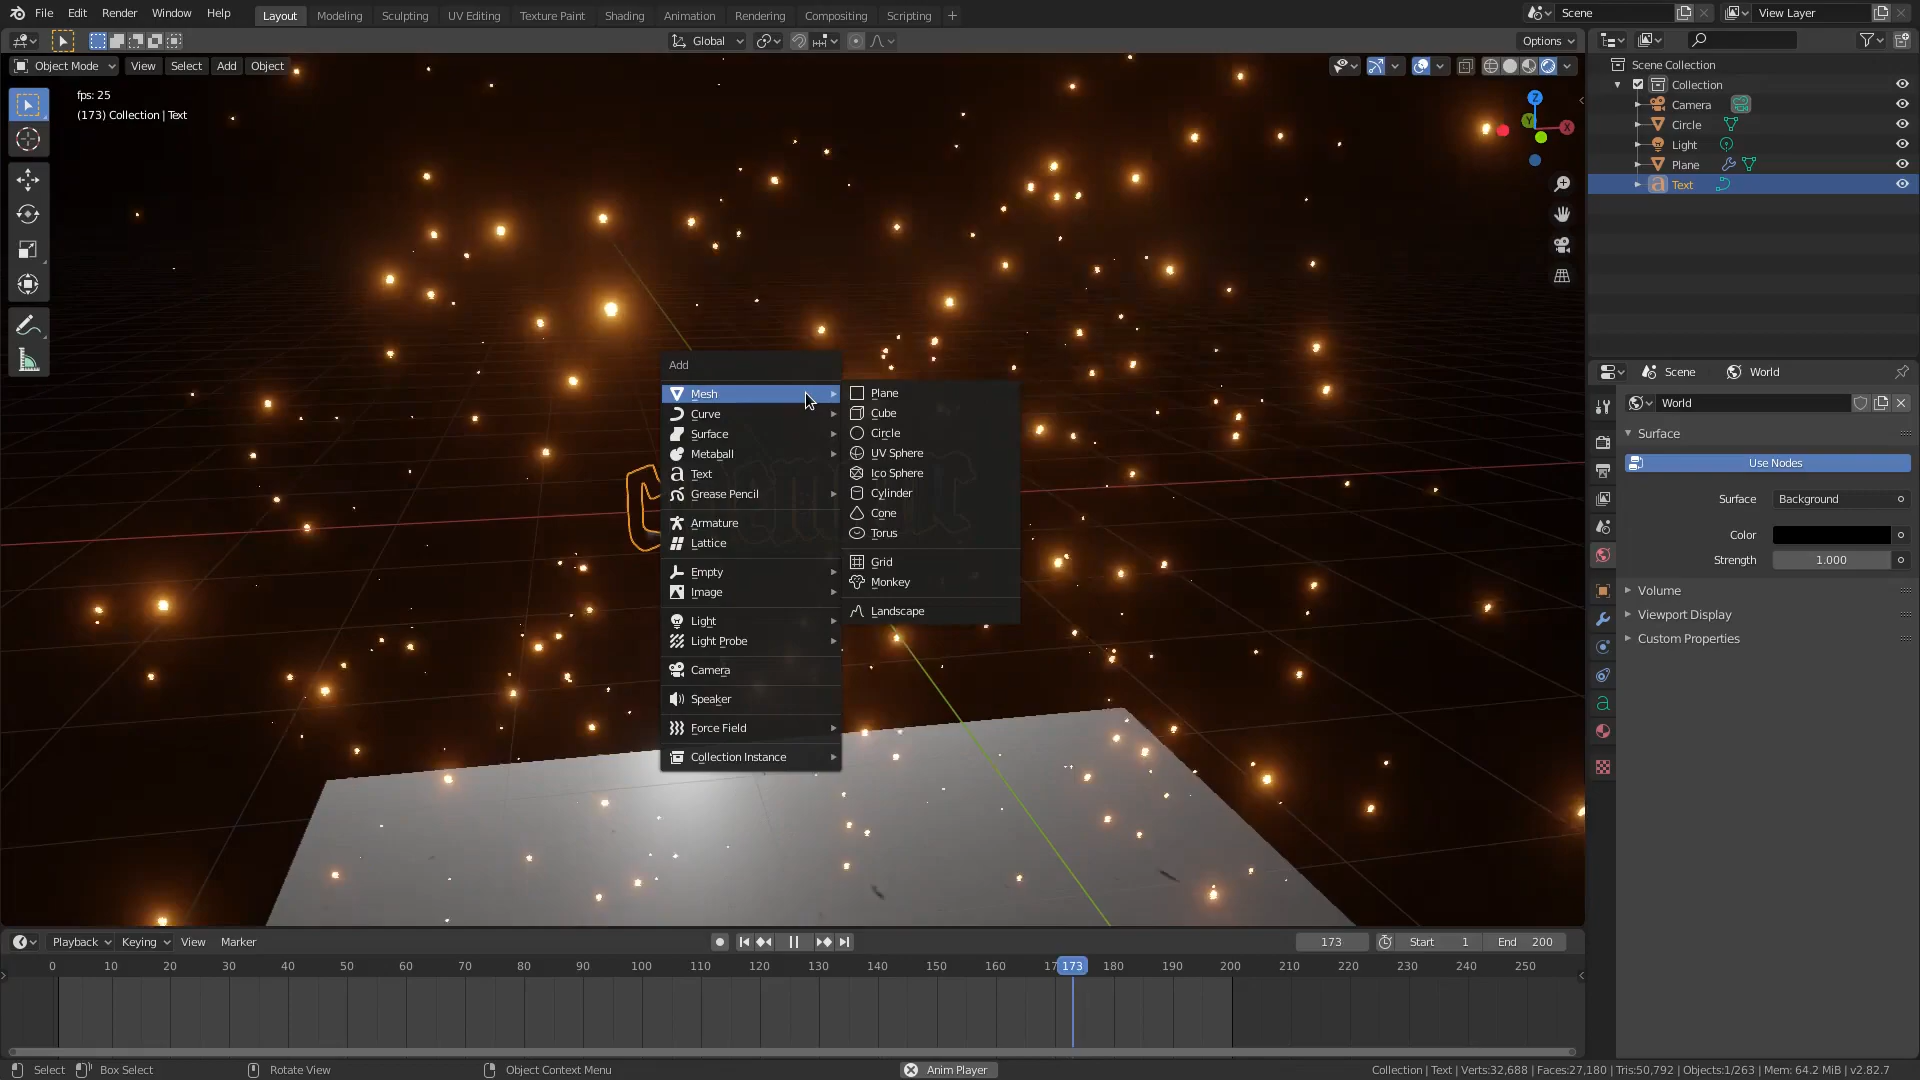 File Edit Render Window Help Layout Modeling Sculpting UV Editing Texture Paint Shading Animation Rendering Compositing Scripting + Scene View Layer
Global Options
Object Mode View Select Add Object
fps: 25
(173) Collection | Text
Z
Y
X
Scene Collection
Collection
Camera
Circle
Light
Plane
Text
Add
Mesh
Curve
Surface
Metaball
Text
Grease Pencil
Armature
Lattice
Empty
Image
Light
Light Probe
Camera
Speaker
Force Field
Collection Instance
Plane
Cube
Circle
UV Sphere
Ico Sphere
Cylinder
Cone
Torus
Grid
Monkey
Landscape
Scene World
World
Surface
Use Nodes
Surface Background
Color
Strength 1.000
Volume
Viewport Display
Custom Properties
Playback Keying View Marker 173 Start 1 End 200
0 10 20 30 40 50 60 70 80 90 100 110 120 130 140 150 160 17 173 180 190 200 210 220 230 240 250
Select Box Select Rotate View Object Context Menu Anim Player Collection | Text | Verts:32,688 | Faces:27,180 | Tris:50,792 | Objects:1/263 | Mem: 64.2 MiB | v2.82.7